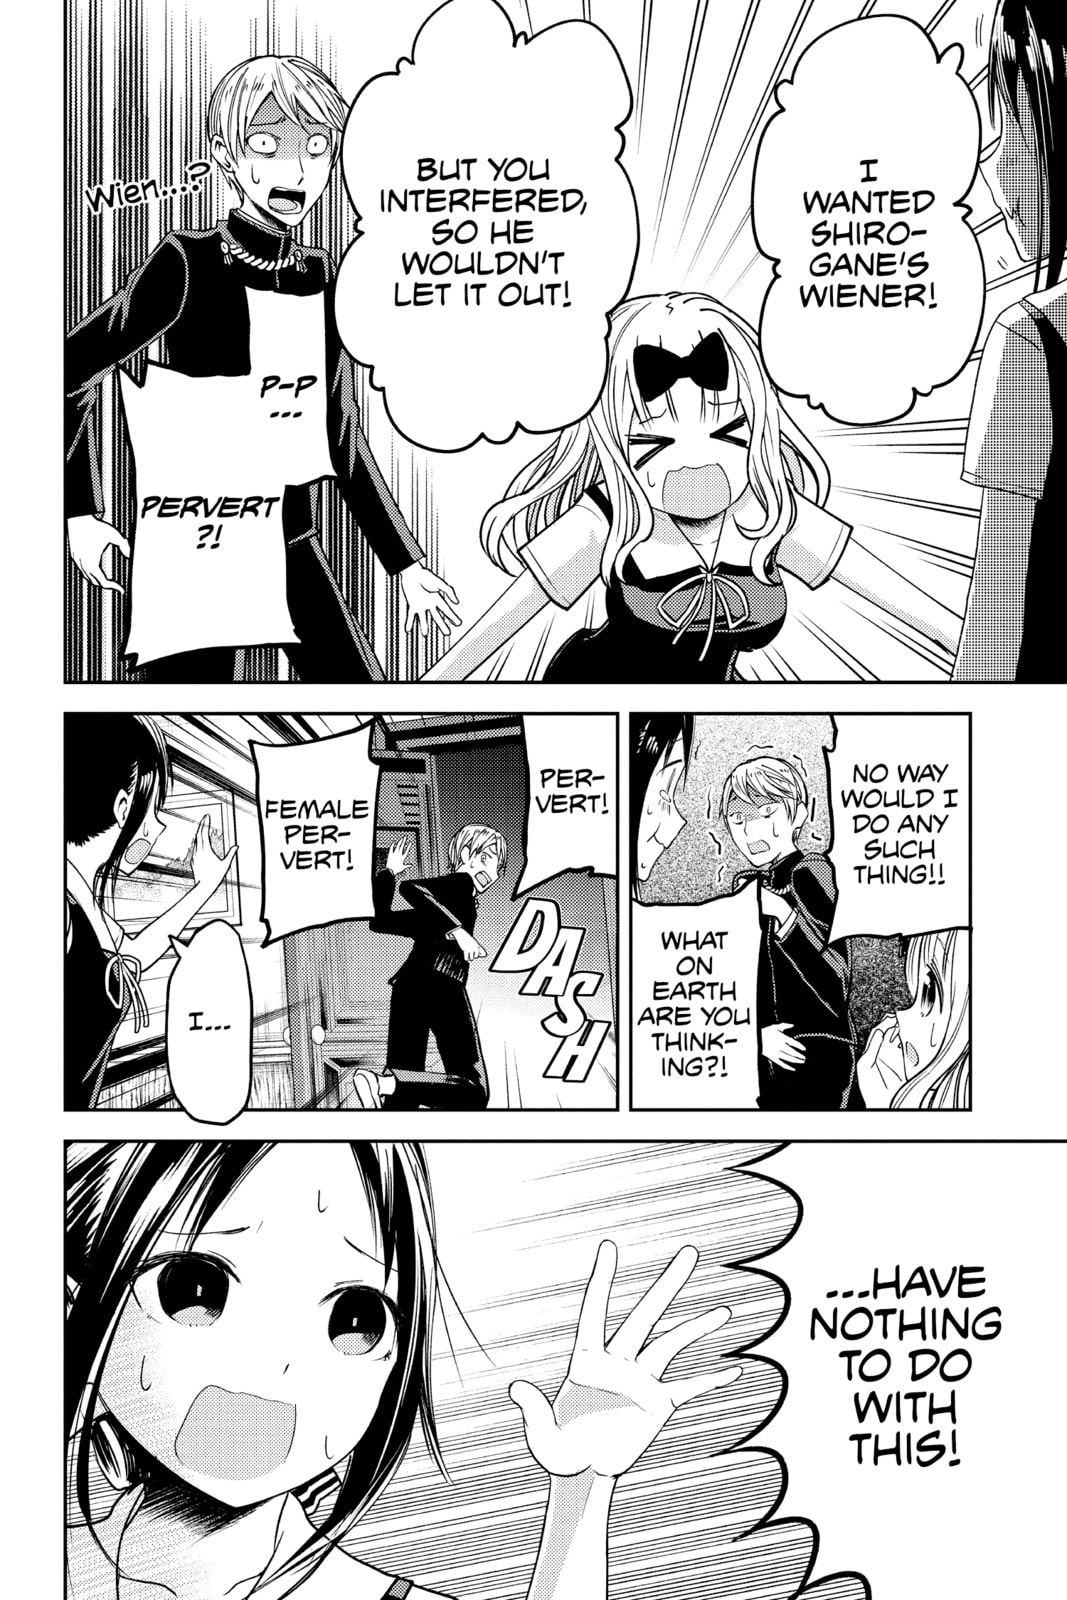 I
WANTED
SHIRO-
GANE'S
WIENER!
BUT YOU
INTERFERED,
SO HE
WOULDN'T
LET IT OUT!
Wien....?
P-P
...
PERVERT
?!
NO WAY
WOULD I
DO ANY
SUCH
THING!!
WHAT
ON
EARTH
ARE YOU
THINK-
ING?!
PER-
VERT!
FEMALE
PER-
VERT!
DASH
I...
...HAVE
NOTHING
TO DO
WITH
THIS!